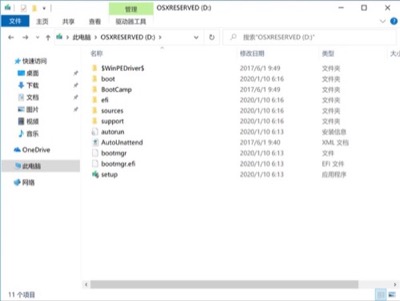 管理
OSXRESERVED (D:)
文件
主页
共享
查看
驱动器工具
此电脑 › OSXRESERVED (D:) ›
搜索"OSXRESERVED (D:)"
名称
修改日期
类型
大小
快速访问
桌面
下载
文档
图片
视频
音乐
OneDrive
此电脑
网络
$WinPEDriver$ 2017/6/1 9:49 文件夹
boot 2020/1/10 6:16 文件夹
BootCamp 2017/6/1 9:49 文件夹
efi 2020/1/10 6:16 文件夹
sources 2020/1/10 6:16 文件夹
support 2020/1/10 6:16 文件夹
autorun 2020/1/10 6:13 安装信息
AutoUnattend 2017/6/1 9:40 XML 文档
bootmgr 2020/1/10 6:13 文件
bootmgr.efi 2020/1/10 6:13 EFI 文件
setup 2020/1/10 6:13 应用程序
11 个项目